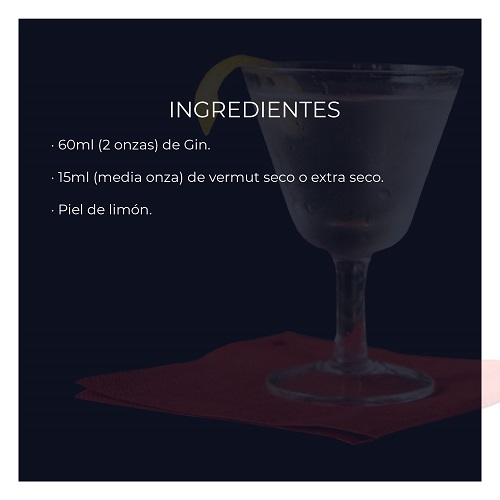 INGREDIENTES
· 60ml (2 onzas) de Gin.
· 15ml (media onza) de vermut seco o extra seco.
· Piel de limón.